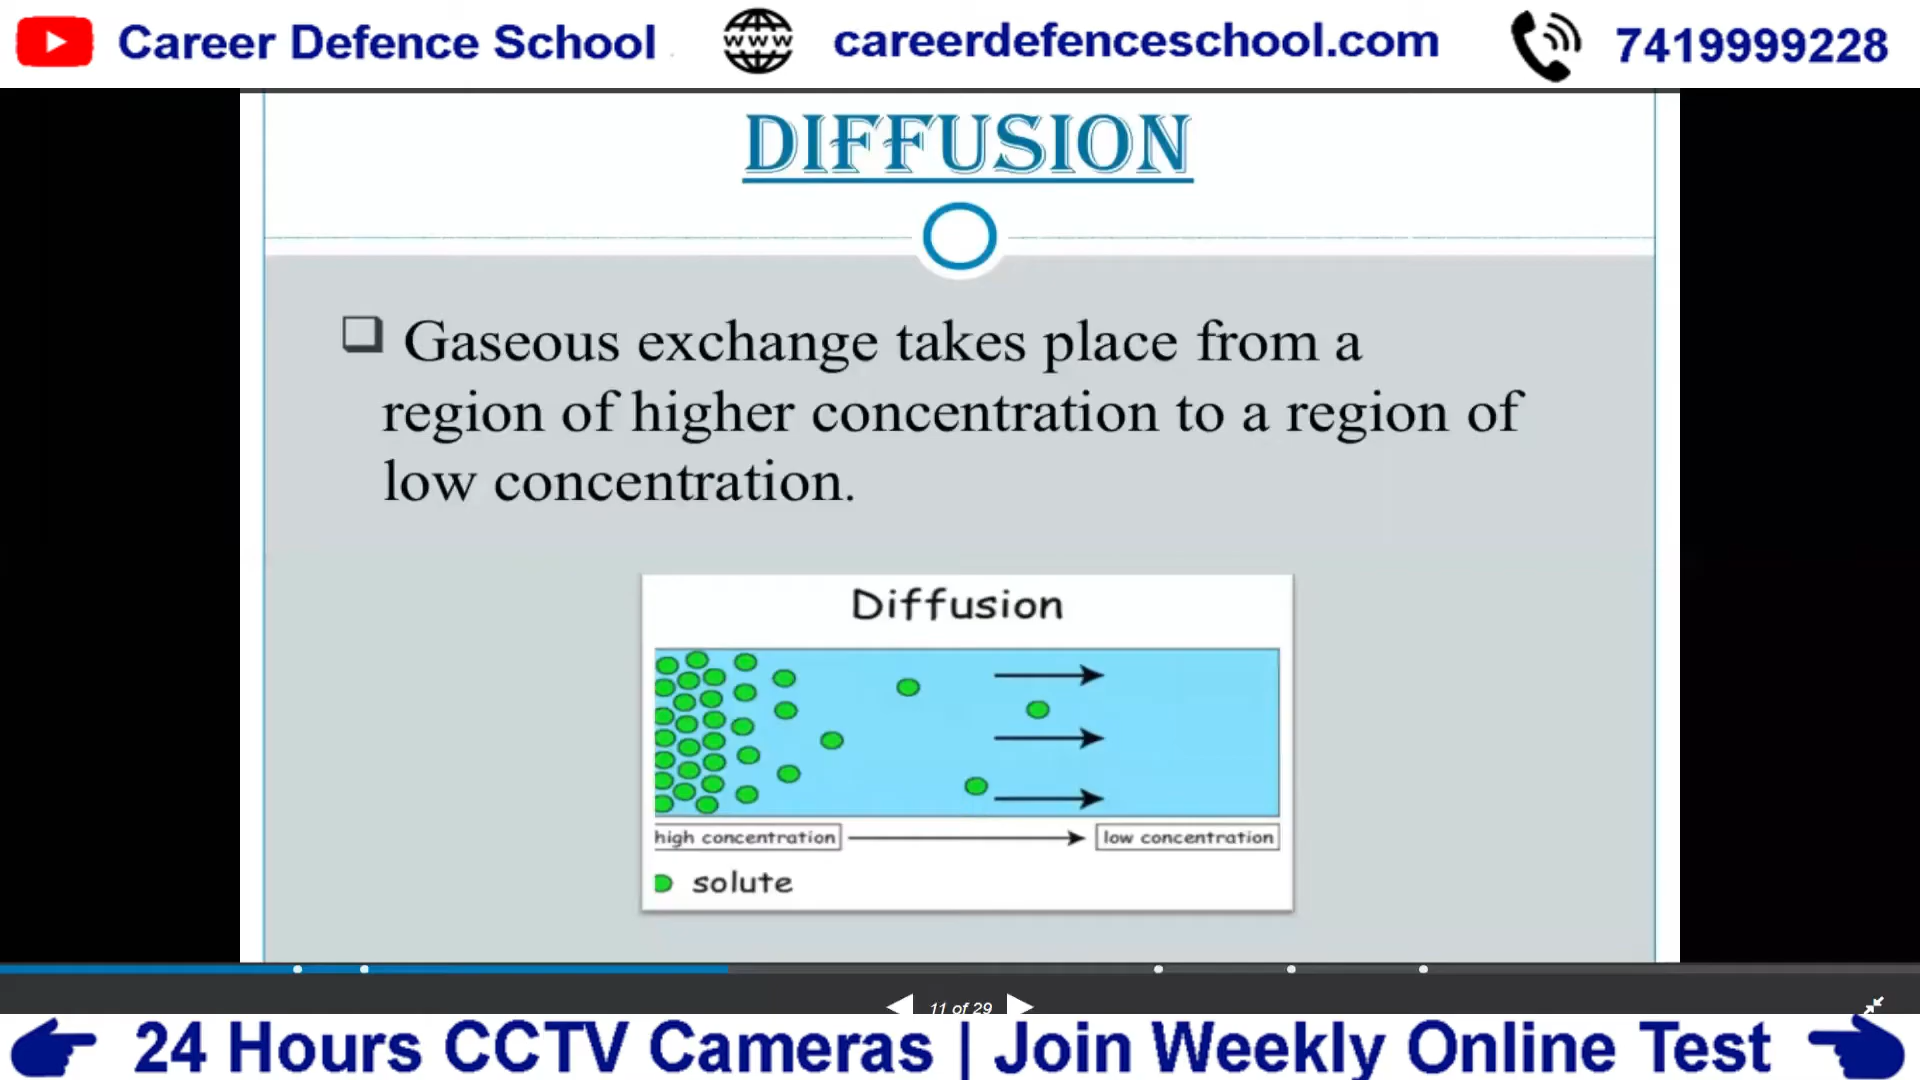 Career Defence School
www
careerdefenceschool.com
7419999228
DIFFUSION
Gaseous exchange takes place from a
region of higher concentration to a region of
low concentration.
Diffusion
high concentration
low concentration
solute
11 of 29
24 Hours CCTV Cameras | Join Weekly Online Test